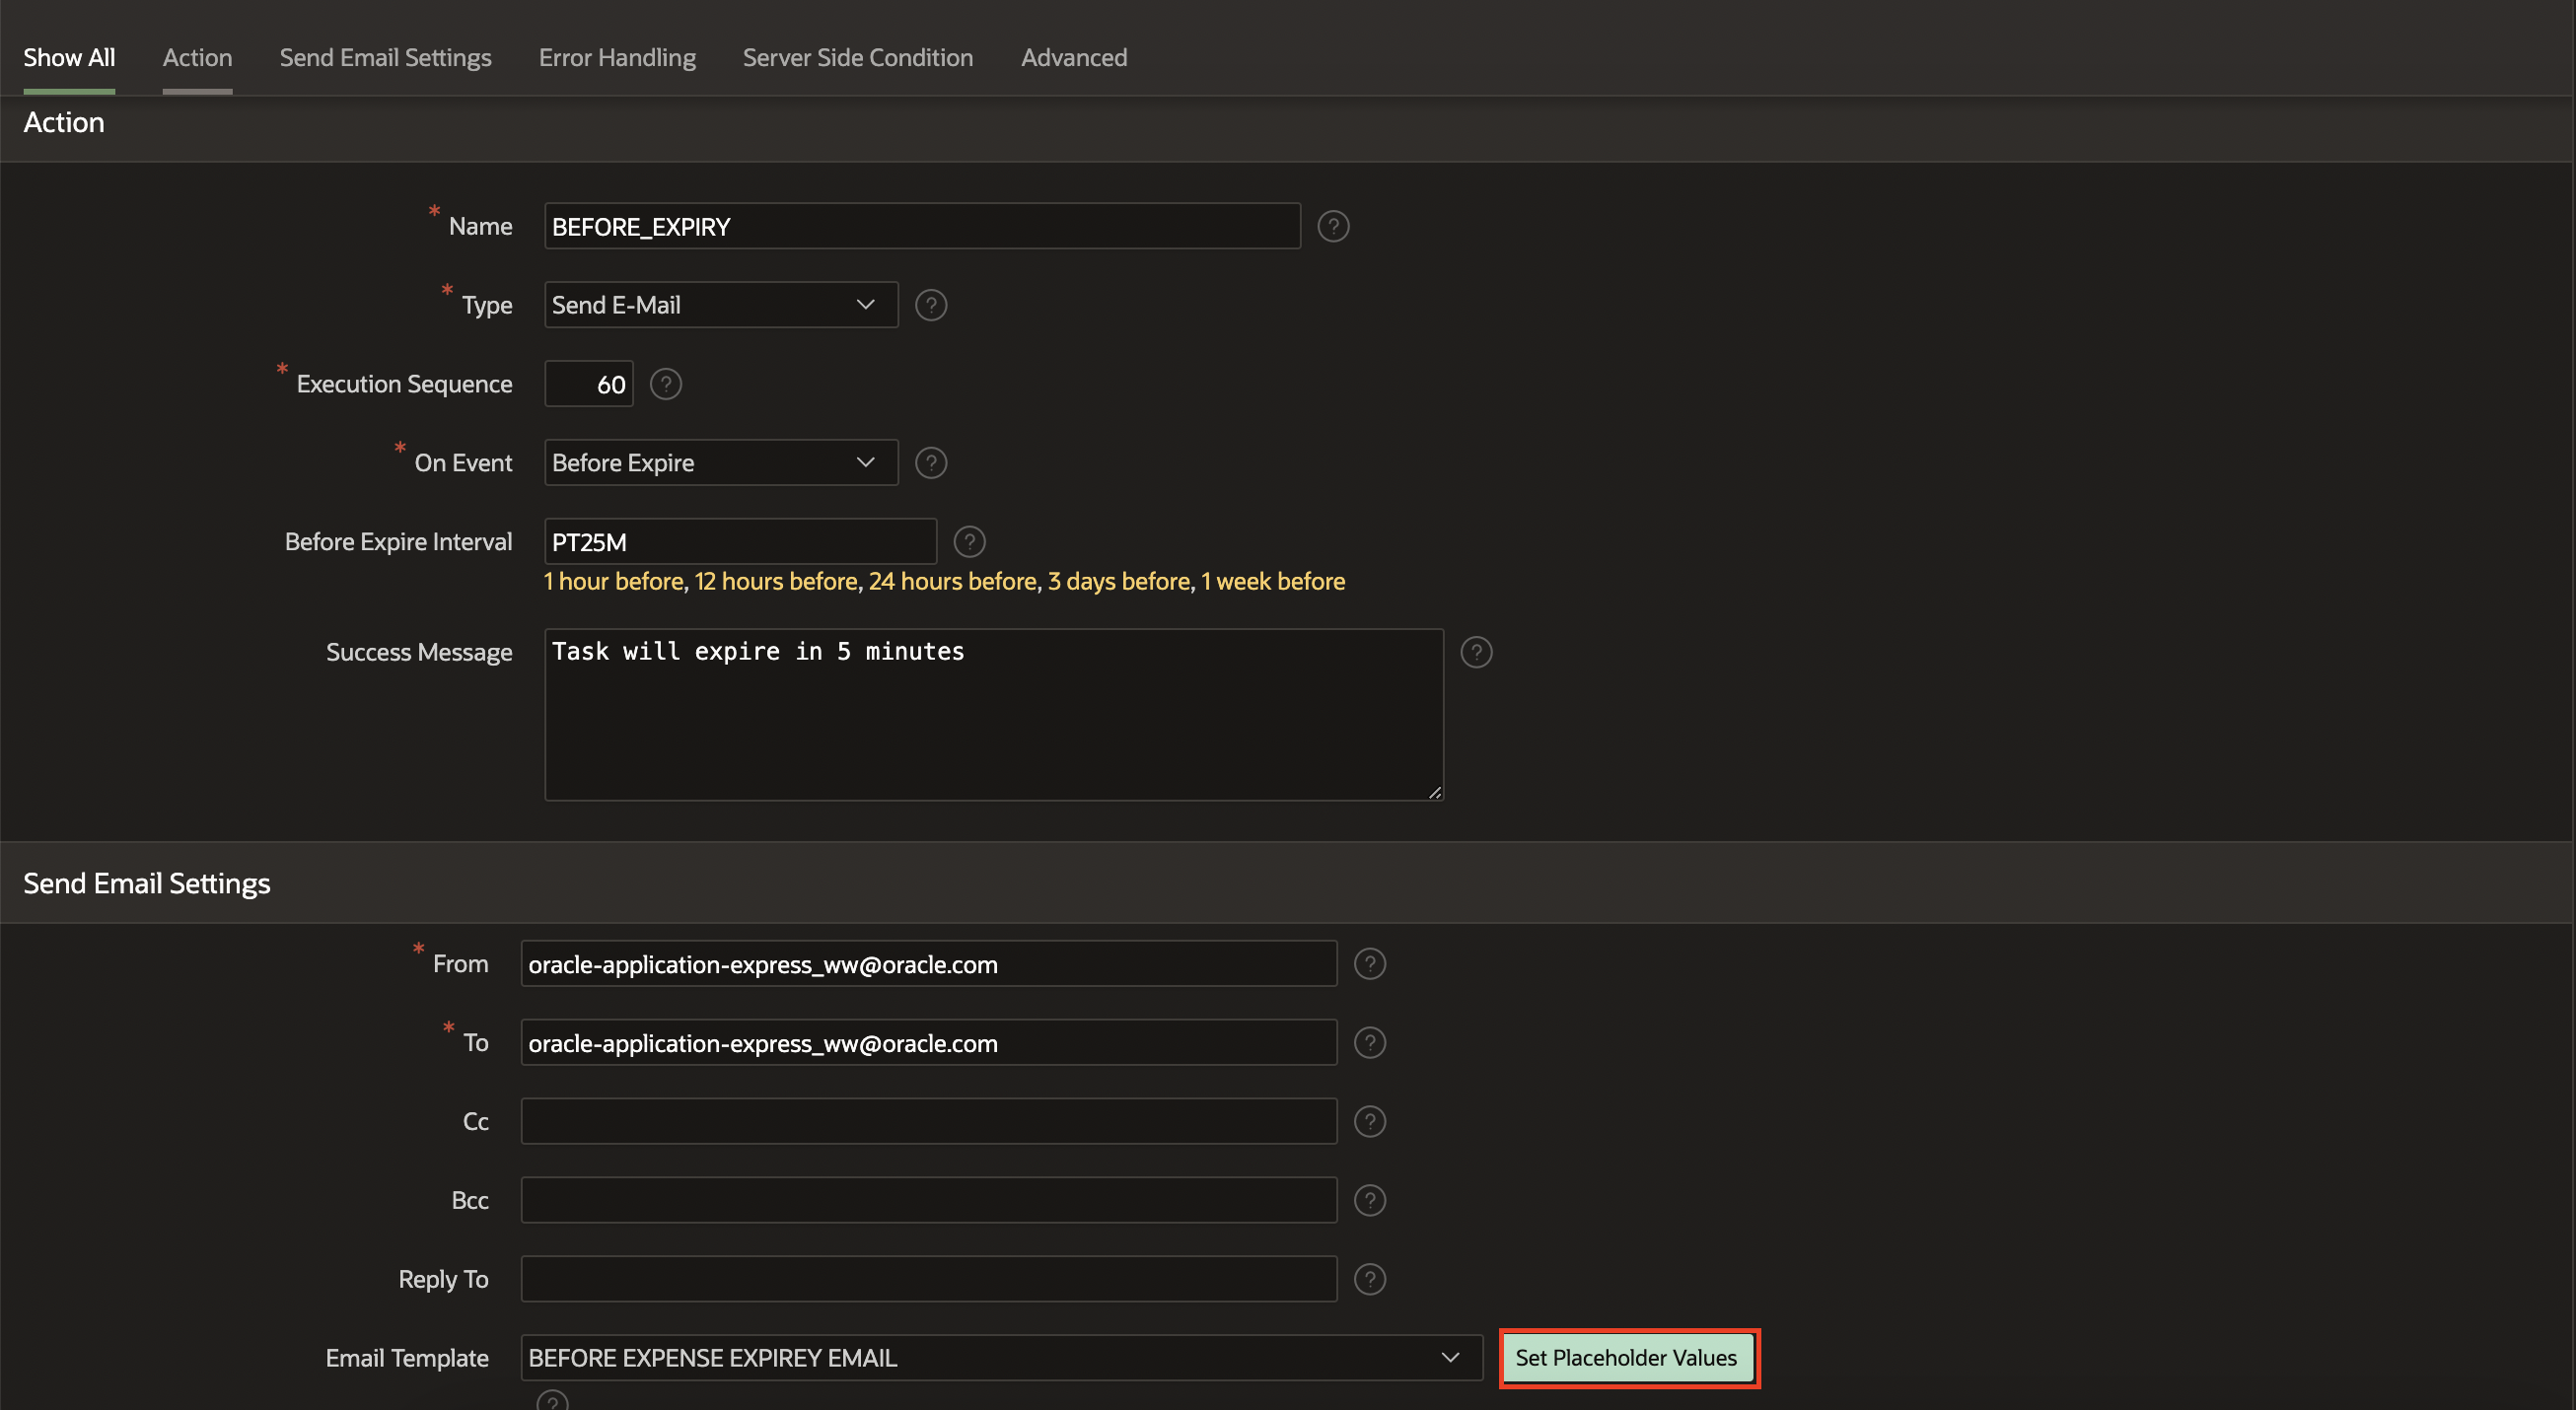 Show All Action Send Email Settings Error Handling Server Side Condition Advanced
Action
* Name BEFORE_EXPIRY ?
* Type Send E-Mail ?
* Execution Sequence 60 ?
* On Event Before Expire ?
Before Expire Interval PT25M ?
1 hour before, 12 hours before, 24 hours before, 3 days before, 1 week before
Success Message Task will expire in 5 minutes ?
Send Email Settings
* From oracle-application-express_ww@oracle.com ?
* To oracle-application-express_ww@oracle.com ?
Cc ?
Bcc ?
Reply To ?
Email Template BEFORE EXPENSE EXPIREY EMAIL Set Placeholder Values
?